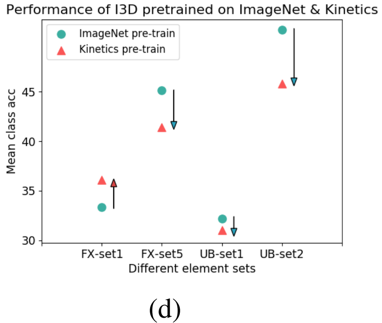 Performance of I3D pretrained on ImageNet & Kinetics
ImageNet pre-train
Kinetics pre-train
Mean class acc
45
40
35
30
FX-set1 FX-set5 UB-set1 UB-set2
Different element sets
(d)